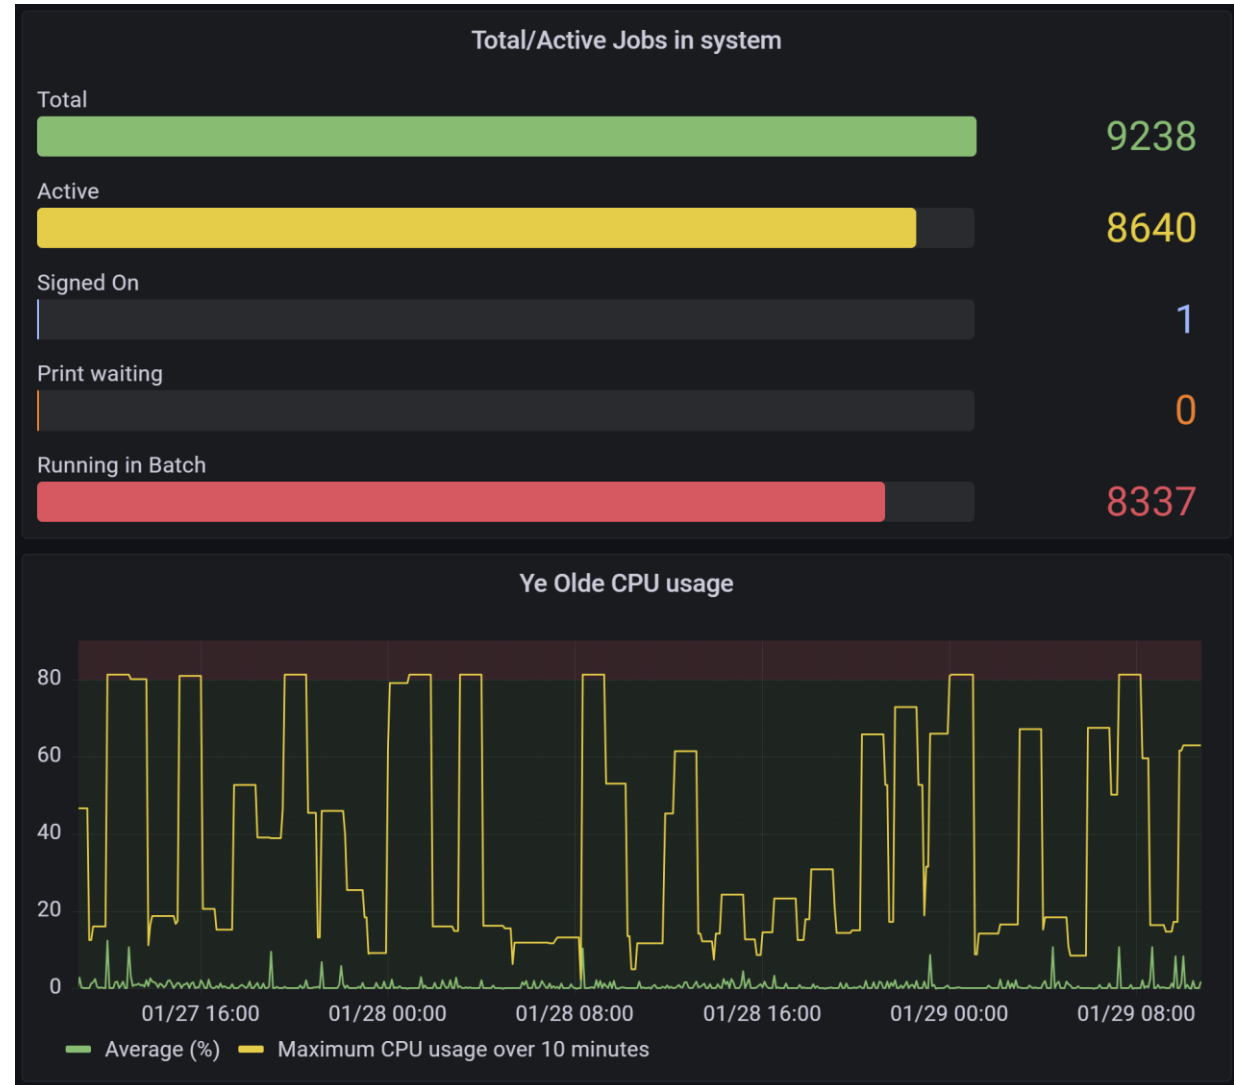 Total/Active Jobs in system
Total
9238
Active
8640
Signed On
1
Print waiting
0
Running in Batch
8337
Ye Olde CPU usage
80
60
40
20
0
01/27 16:00 01/28 00:00 01/28 08:00 01/28 16:00 01/29 00:00 01/29 08:00
Average (%) Maximum CPU usage over 10 minutes